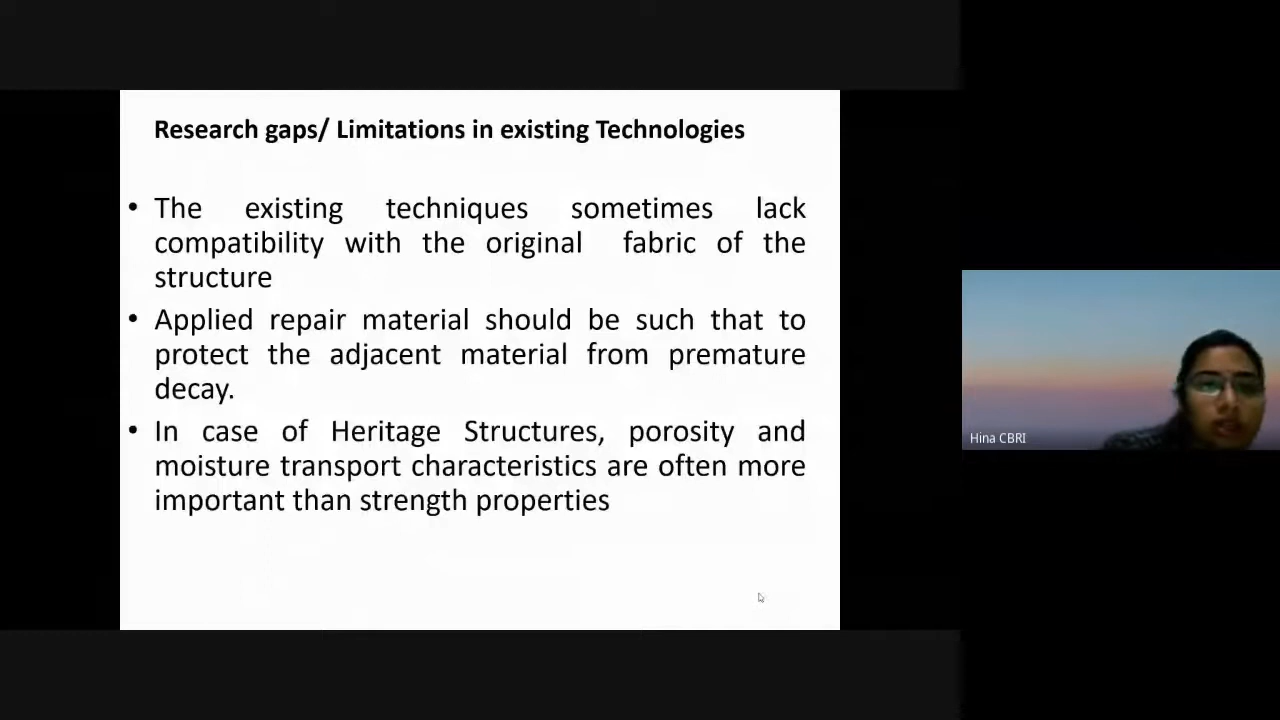 Research gaps/ Limitations in existing Technologies
• The existing techniques sometimes lack
compatibility with the original fabric of the
structure
• Applied repair material should be such that to
protect the adjacent material from premature
decay.
• In case of Heritage Structures, porosity and
moisture transport characteristics are often more
important than strength properties
Hina CBRI